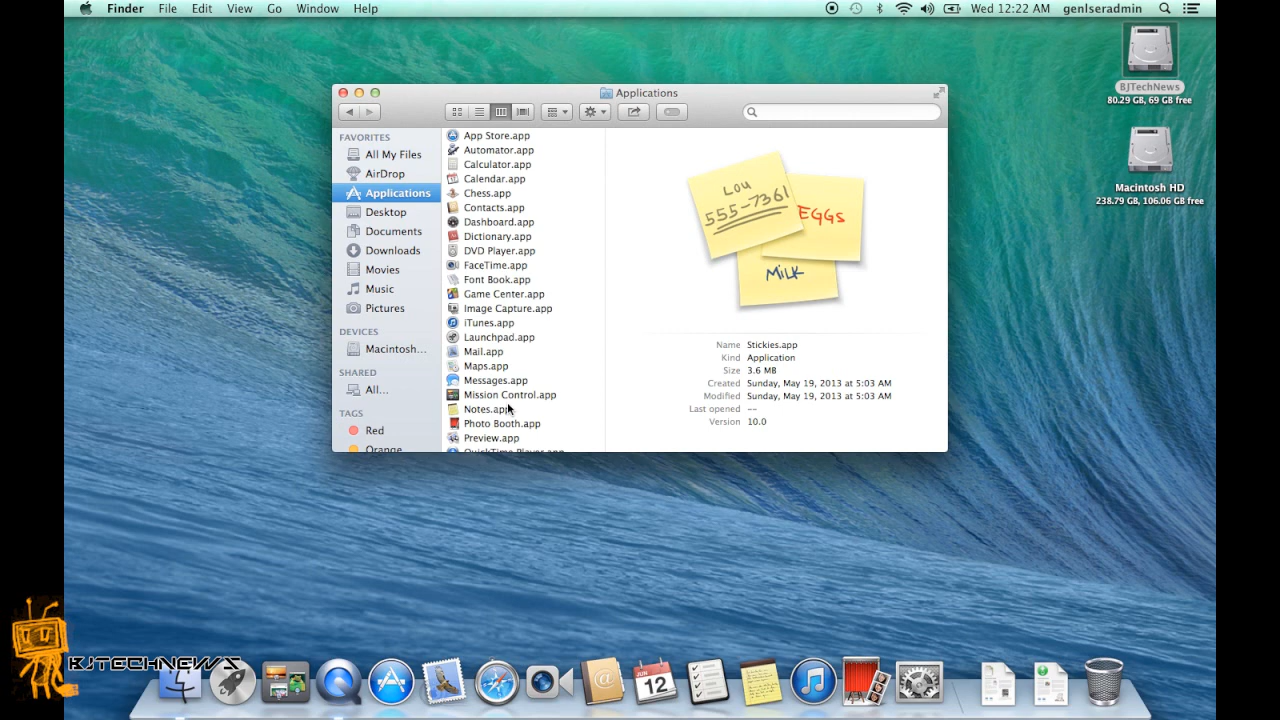 Finder File Edit View Go Window Help
Wed 12:22 AM genlseradmin
BJTechNews
80.29 GB, 69 GB free
Macintosh HD
238.79 GB, 106.06 GB free
Applications
FAVORITES
All My Files
AirDrop
Applications
Desktop
Documents
Downloads
Movies
Music
Pictures
DEVICES
Macintosh...
SHARED
All...
TAGS
Red
Orange
App Store.app
Automator.app
Calculator.app
Calendar.app
Chess.app
Contacts.app
Dashboard.app
Dictionary.app
DVD Player.app
FaceTime.app
Font Book.app
Game Center.app
Image Capture.app
iTunes.app
Launchpad.app
Mail.app
Maps.app
Messages.app
Mission Control.app
Notes.app
Photo Booth.app
Preview.app
QuickTime Player.app
LOU
555-7361
EGGS
MILK
Name Stickies.app
Kind Application
Size 3.6 MB
Created Sunday, May 19, 2013 at 5:03 AM
Modified Sunday, May 19, 2013 at 5:03 AM
Last opened --
Version 10.0
BJTECHNEWS
JUN
12